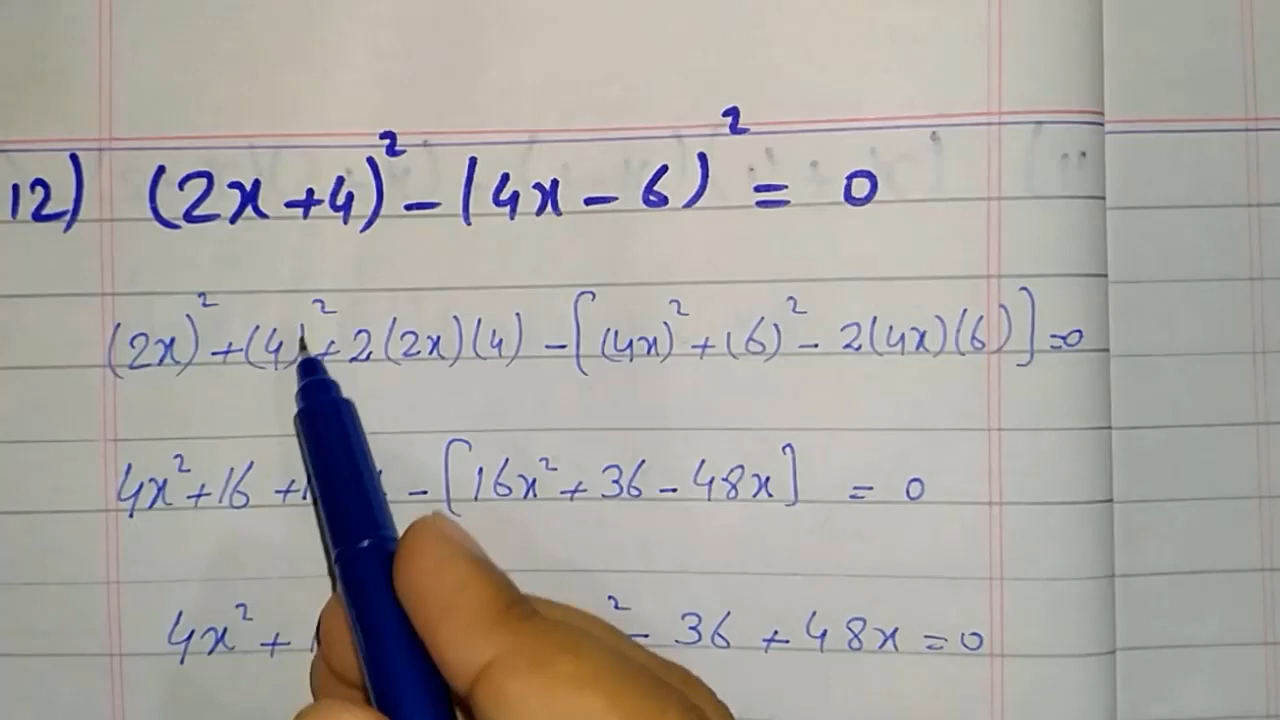 12) (2x+4)² - (4x - 6)² = 0
(2x)² + (4)² + 2(2x)(4) - [(4x)² + (6)² - 2(4x)(6)] = 0
4x² + 16 + - [16x² + 36 - 48x] = 0
4x² + ² - 36 + 48x = 0